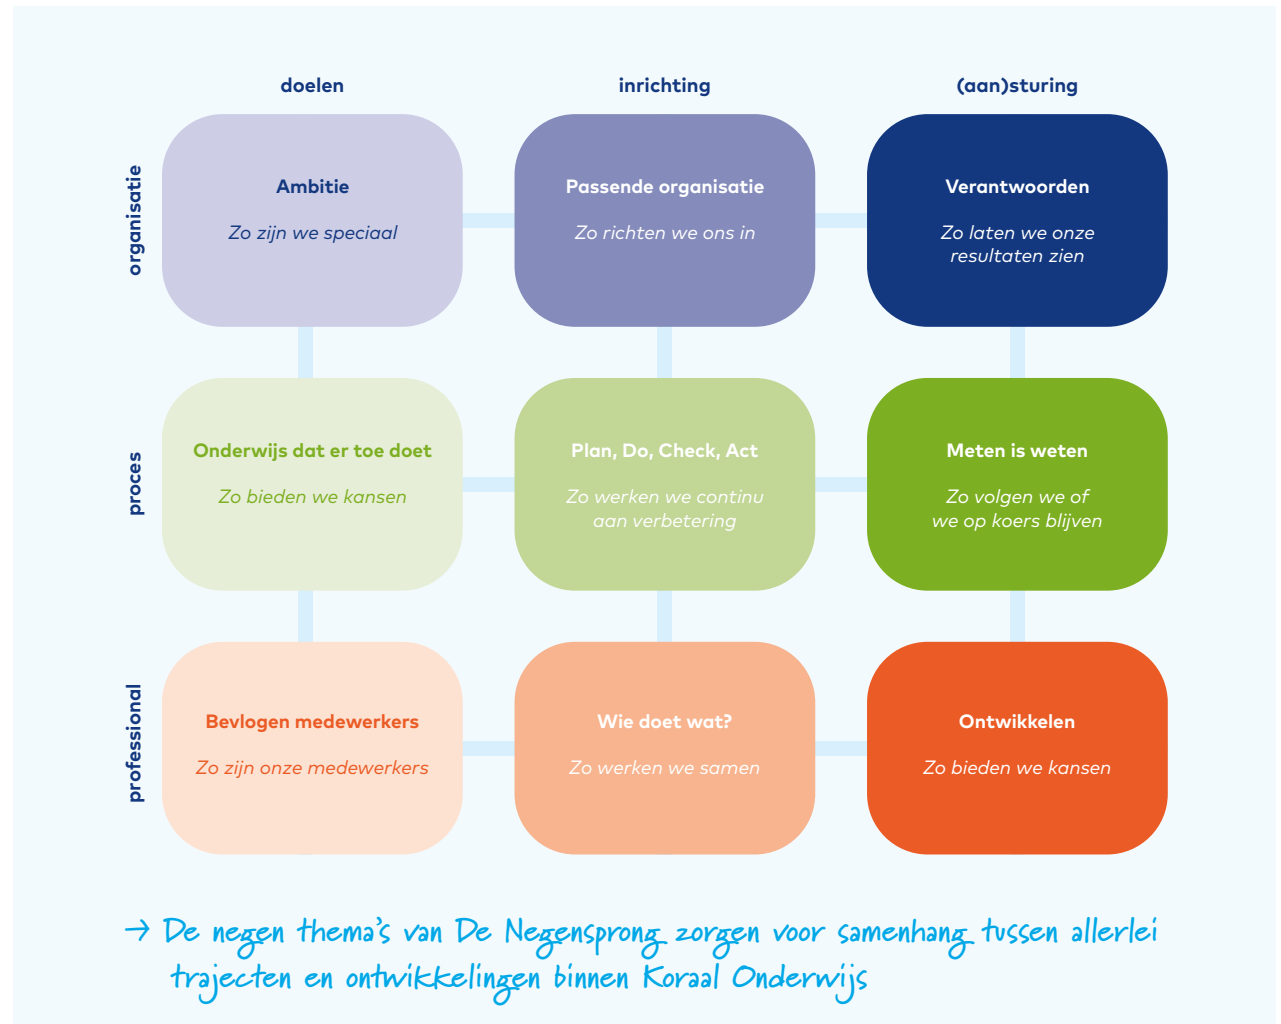 doelen
inrichting
(aan)sturing
organisatie
Ambitie
Zo zijn we speciaal
Passende organisatie
Zo richten we ons in
Verantwoorden
Zo laten we onze
resultaten zien
proces
Onderwijs dat er toe doet
Zo bieden we kansen
Plan, Do, Check, Act
Zo werken we continu
aan verbetering
Meten is weten
Zo volgen we of
we op koers blijven
professional
Bevlogen medewerkers
Zo zijn onze medewerkers
Wie doet wat?
Zo werken we samen
Ontwikkelen
Zo bieden we kansen
→ De negen thema's van De Negensprong zorgen voor samenhang tussen allerlei
trajecten en ontwikkelingen binnen Koraal Onderwijs